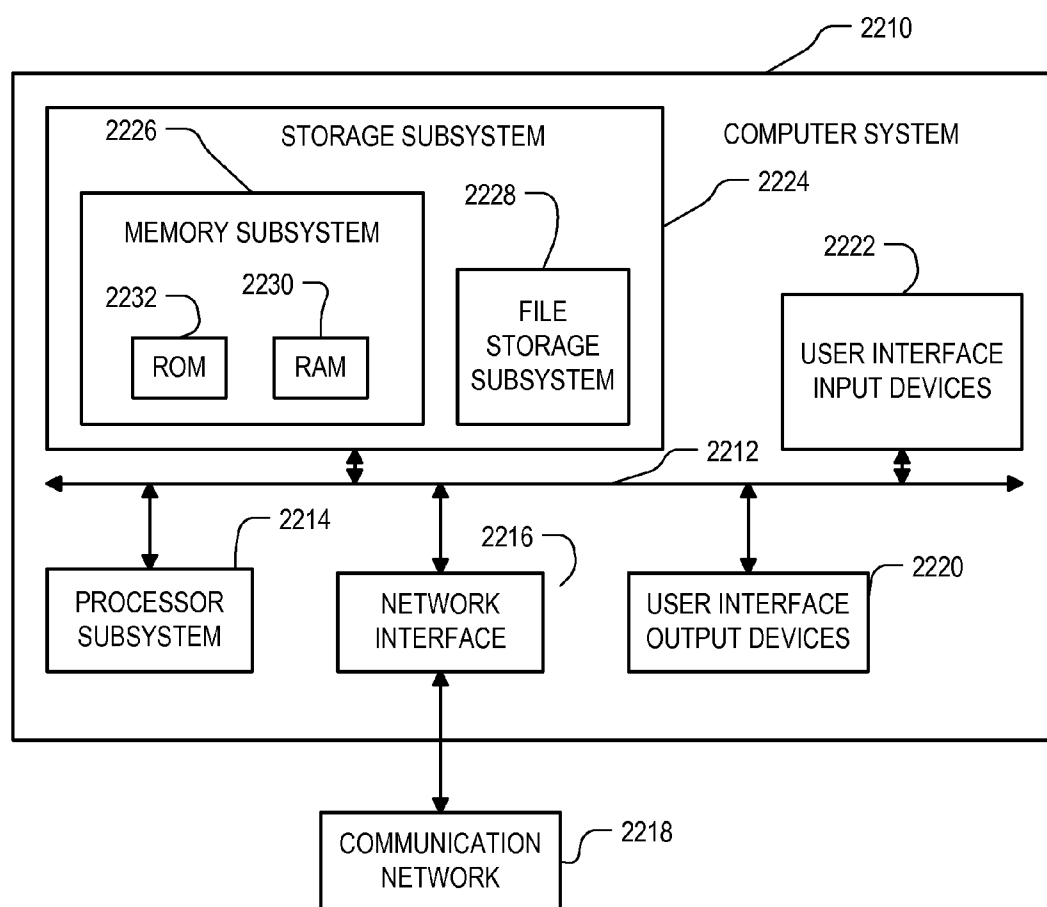 2210
2226
STORAGE SUBSYSTEM
COMPUTER SYSTEM
2224
2228
MEMORY SUBSYSTEM
2222
2232
2230
ROM
RAM
FILE
STORAGE
SUBSYSTEM
USER INTERFACE
INPUT DEVICES
2212
2214
2216
2220
PROCESSOR
SUBSYSTEM
NETWORK
INTERFACE
USER INTERFACE
OUTPUT DEVICES
2218
COMMUNICATION
NETWORK